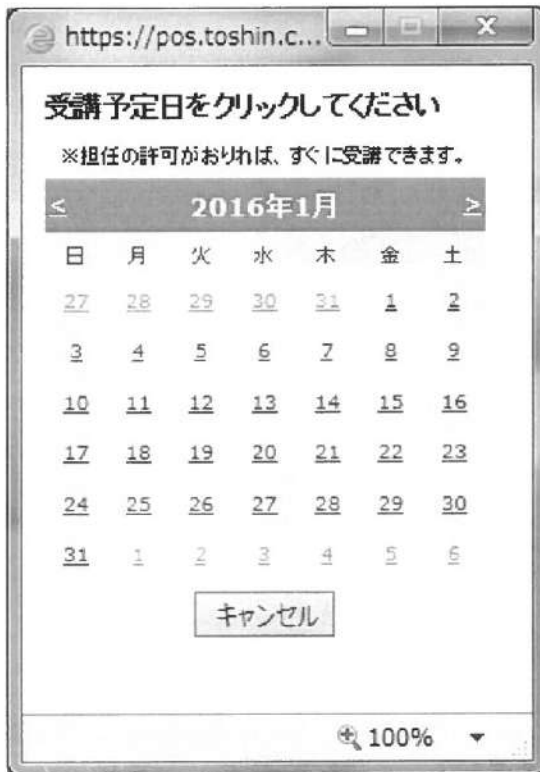 https://pos.toshin.c...
受講予定日をクリックしてください
※担任の許可がおりれば、すぐに受講できます。
< 2016年1月 >
日 月 火 水 木 金 土
27 28 29 30 31 1 2
3 4 5 6 7 8 9
10 11 12 13 14 15 16
17 18 19 20 21 22 23
24 25 26 27 28 29 30
31 1 2 3 4 5 6
キャンセル
100%